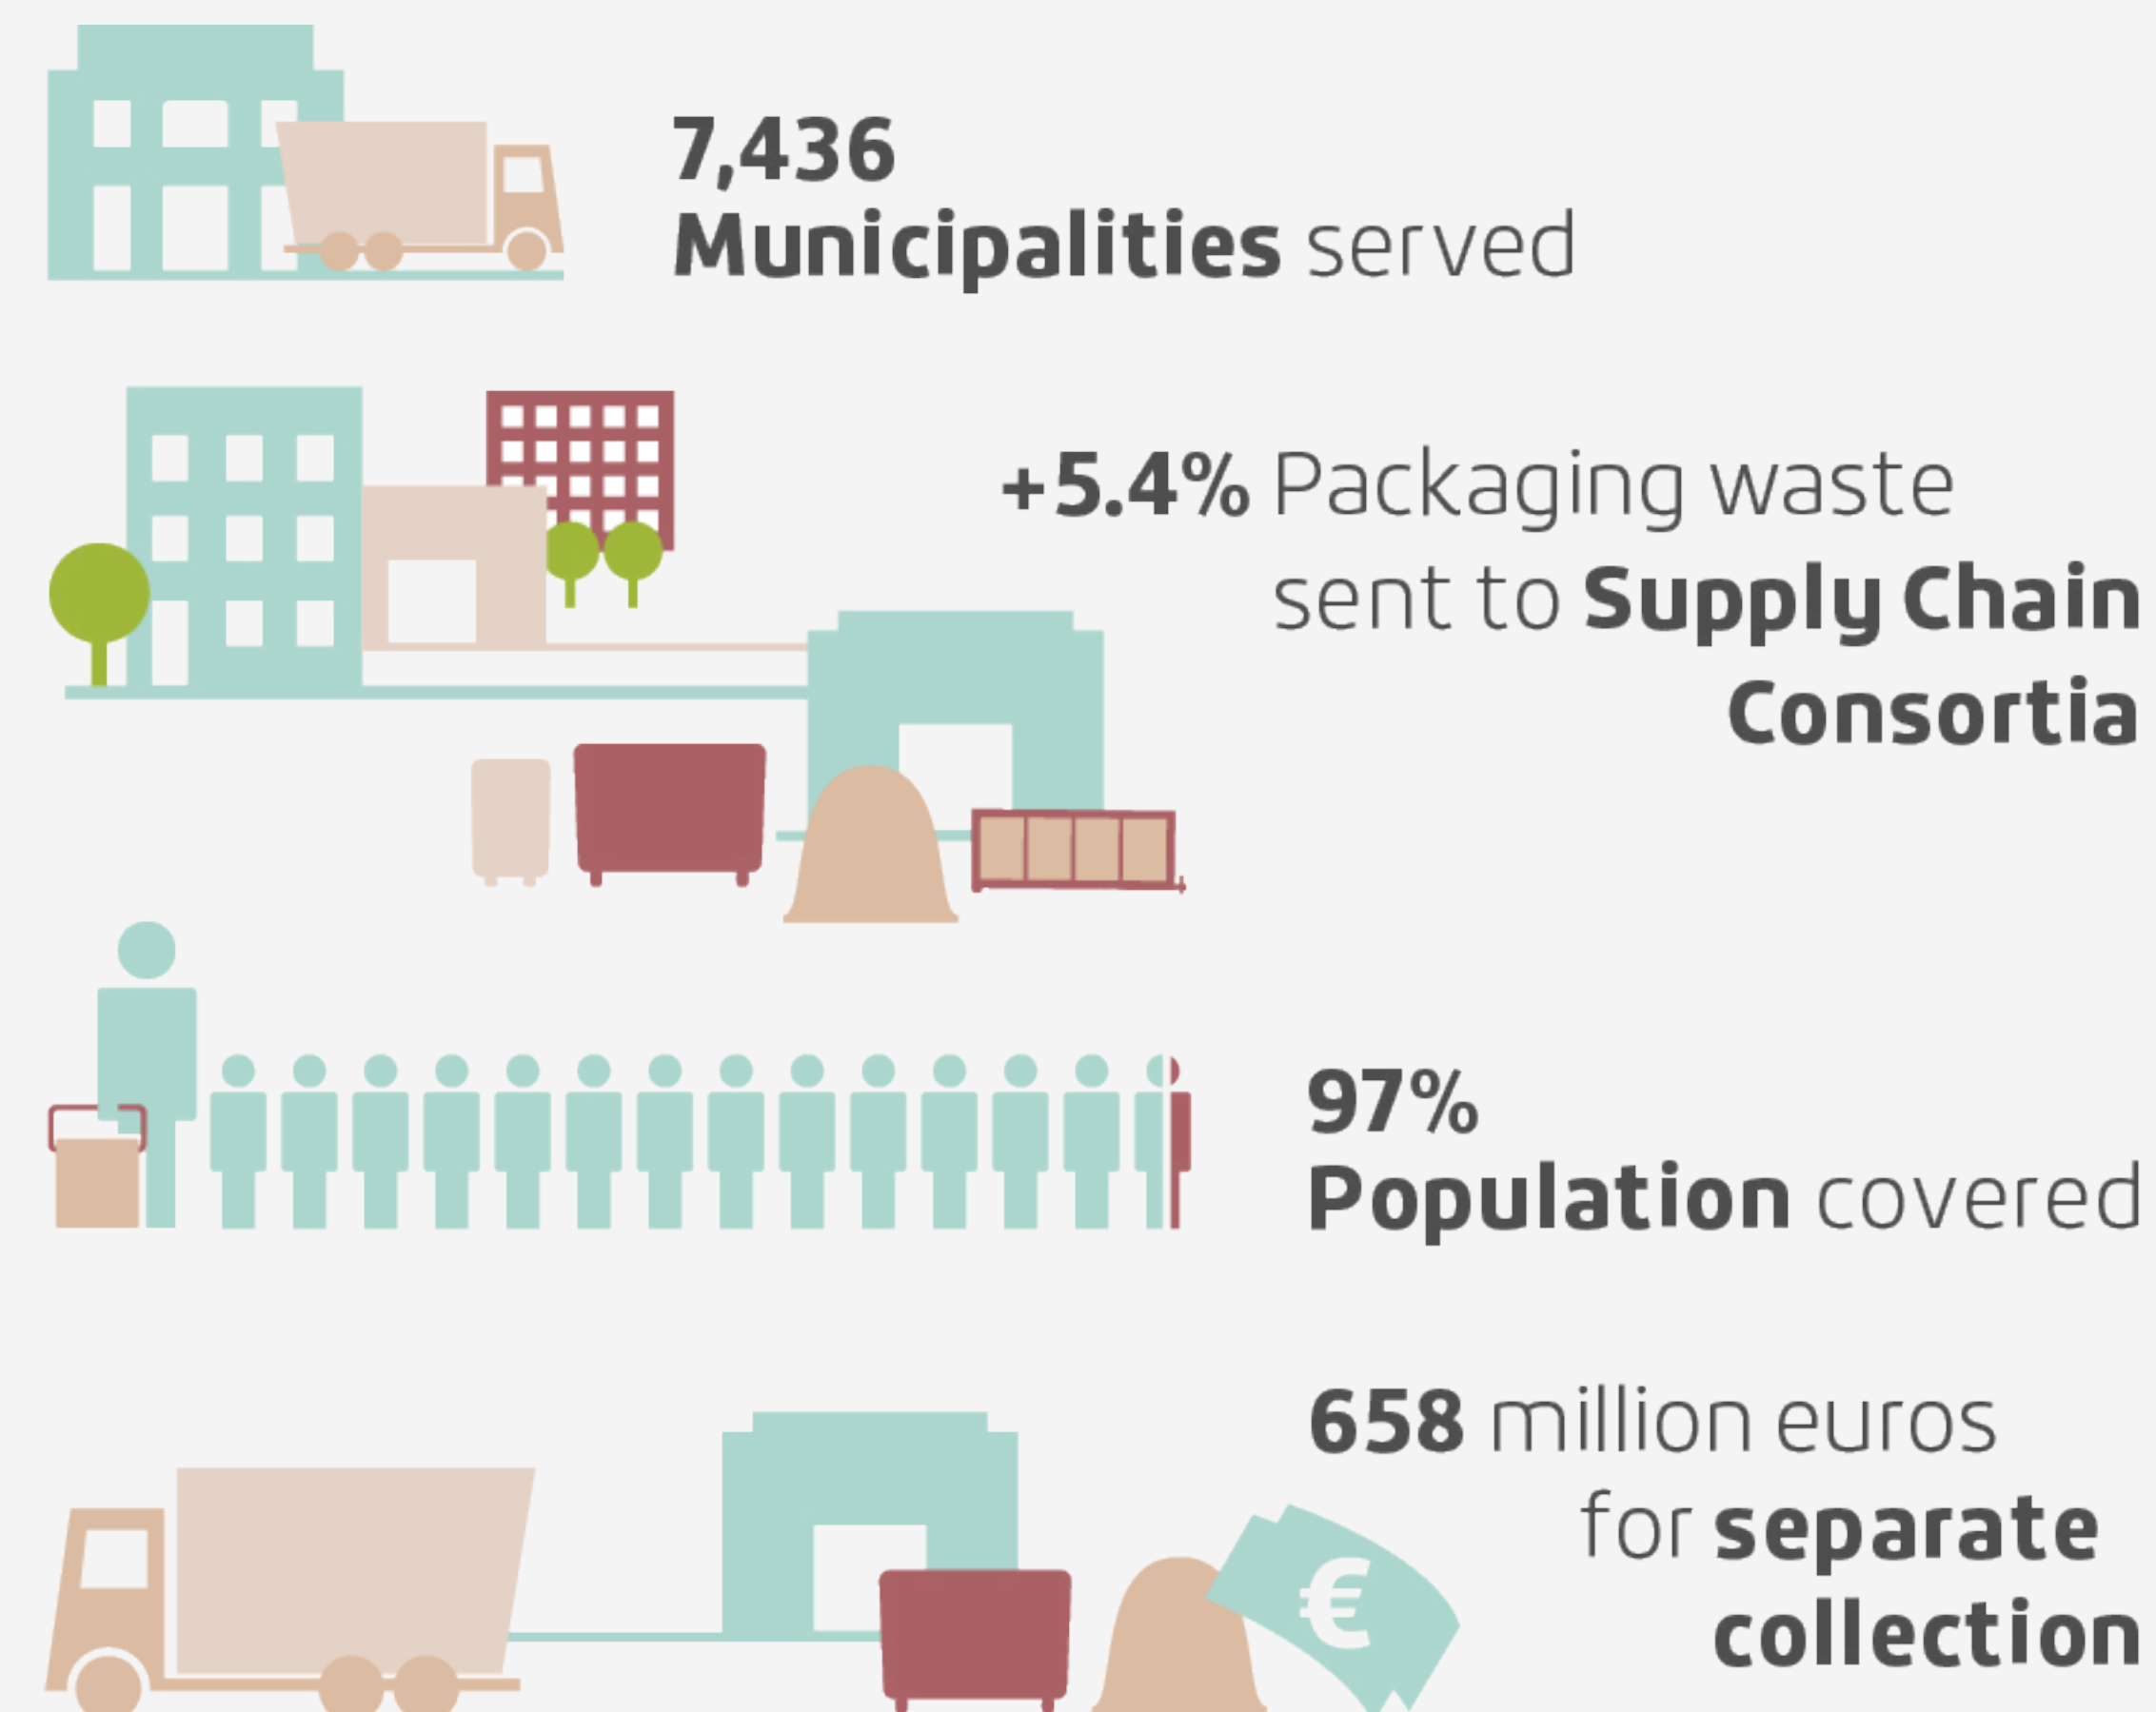 7,436
Municipalities served
+5.4% Packaging waste
sent to Supply Chain
Consortia
97%
Population covered
658 million euros
for separate
collection
€